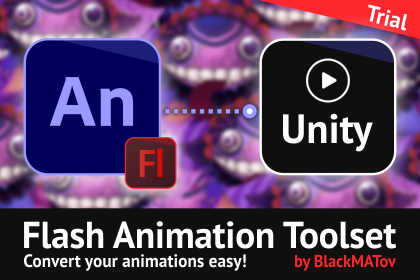 Trial
An
Fl
Unity
Flash Animation Toolset
Convert your animations easy!
by BlackMATov